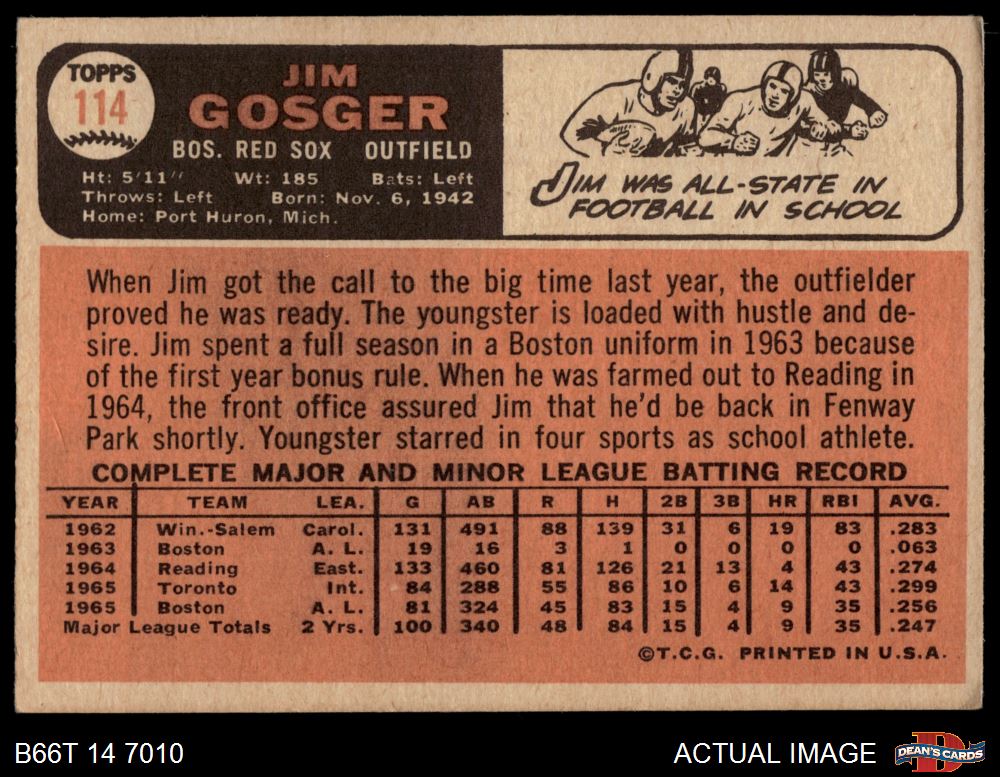 TOPPS
114
JIM
GOSGER
BOS. RED SOX OUTFIELD
Ht: 5'11" Wt: 185 Bats: Left
Throws: Left Born: Nov. 6, 1942
Home: Port Huron, Mich.
JIM WAS ALL-STATE IN
FOOTBALL IN SCHOOL
When Jim got the call to the big time last year, the outfielder
proved he was ready. The youngster is loaded with hustle and de-
sire. Jim spent a full season in a Boston uniform in 1963 because
of the first year bonus rule. When he was farmed out to Reading in
1964, the front office assured Jim that he'd be back in Fenway
Park shortly. Youngster starred in four sports as school athlete.
COMPLETE MAJOR AND MINOR LEAGUE BATTING RECORD
YEAR TEAM LEA. G AB R H 2B 3B HR RBI AVG.
1962 Win.-Salem Carol. 131 491 88 139 31 6 19 83 .283
1963 Boston A. L. 19 16 3 1 0 0 0 0 .063
1964 Reading East. 133 460 81 126 21 13 4 43 .274
1965 Toronto Int. 84 288 55 86 10 6 14 43 .299
1965 Boston A. L. 81 324 45 83 15 4 9 35 .256
Major League Totals 2 Yrs. 100 340 48 84 15 4 9 35 .247
©T.C.G. PRINTED IN U.S.A.
B66T 14 7010
ACTUAL IMAGE
D
DEAN'S CARDS